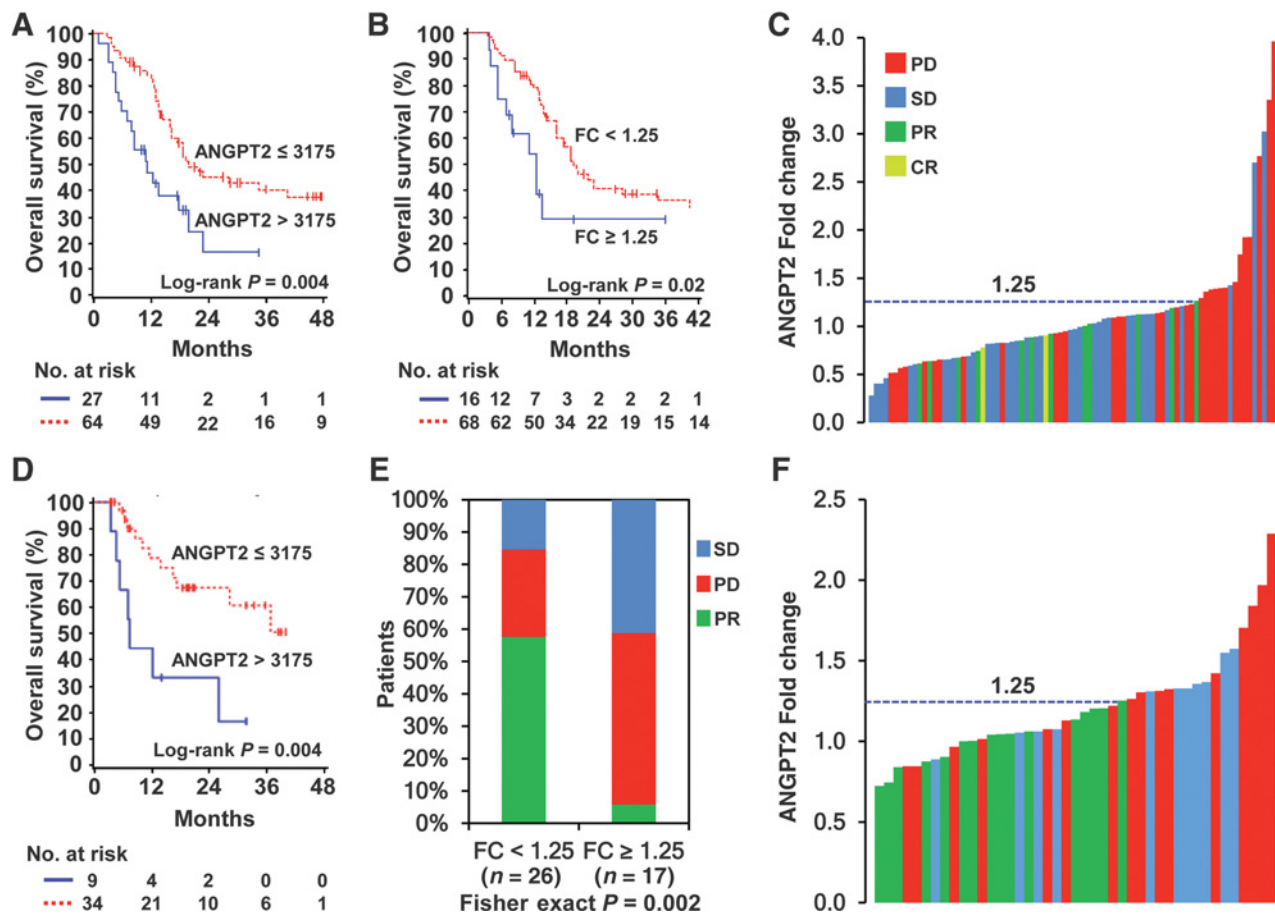 A
Overall survival (%)
100
90
80
70
60
50
40
30
20
10
0
ANGPT2 ≤ 3175
ANGPT2 > 3175
Log-rank P = 0.004
0 12 24 36 48
Months
No. at risk
27 11 2 1 1
64 49 22 16 9
B
Overall survival (%)
100
90
80
70
60
50
40
30
20
10
0
FC < 1.25
FC ≥ 1.25
Log-rank P = 0.02
0 6 12 18 24 30 36 42
Months
No. at risk
16 12 7 3 2 2 2 1
68 62 50 34 22 19 15 14
C
ANGPT2 Fold change
4.0
3.5
3.0
2.5
2.0
1.5
1.0
0.5
0.0
PD
SD
PR
CR
1.25
D
Overall survival (%)
100
90
80
70
60
50
40
30
20
10
0
ANGPT2 ≤ 3175
ANGPT2 > 3175
Log-rank P = 0.004
0 12 24 36 48
Months
No. at risk
9 4 2 0 0
34 21 10 6 1
E
Patients
100%
90%
80%
70%
60%
50%
40%
30%
20%
10%
0%
SD
PD
PR
FC < 1.25 FC ≥ 1.25
(n = 26) (n = 17)
Fisher exact P = 0.002
F
ANGPT2 Fold change
2.5
2.0
1.5
1.0
0.5
0.0
1.25